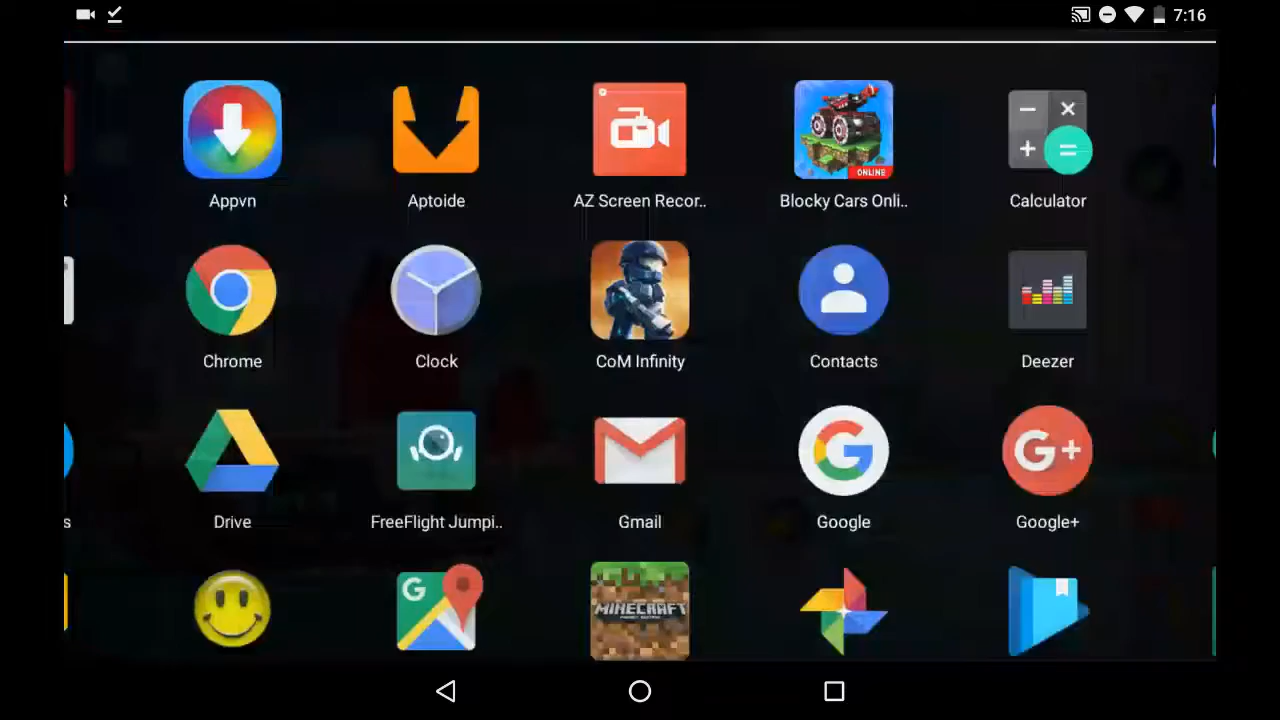 7:16
Appvn
Aptoide
AZ Screen Recor..
ONLINE
Blocky Cars Onli..
Calculator
Chrome
Clock
CoM Infinity
Contacts
Deezer
G+
Drive
FreeFlight Jumpi..
Gmail
Google
Google+
G
MINECRAFT